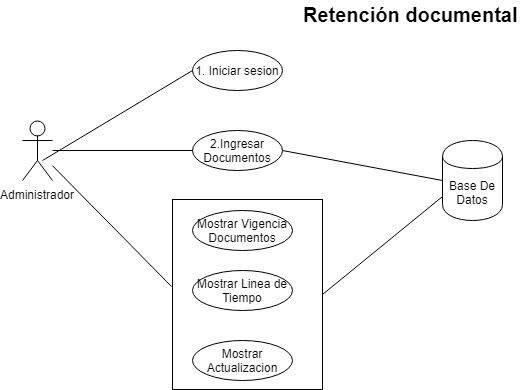 Retención documental
1. Iniciar sesion
2.Ingresar
Documentos
Administrador
Base De
Datos
Mostrar Vigencia
Documentos
Mostrar Linea de
Tiempo
Mostrar
Actualizacion